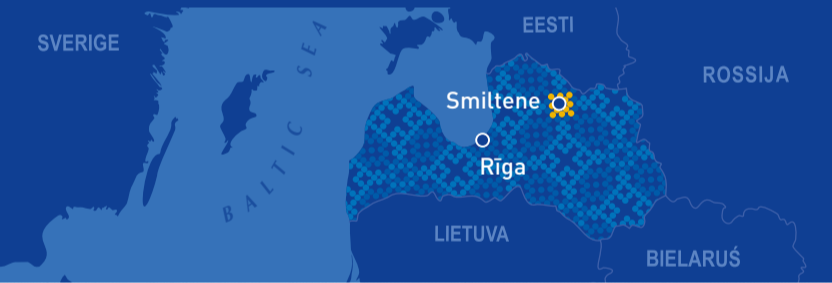 EESTI
SVERIGE
BALTIC SEA
ROSSIJA
Smiltene
Rīga
LIETUVA
BIELARUŚ